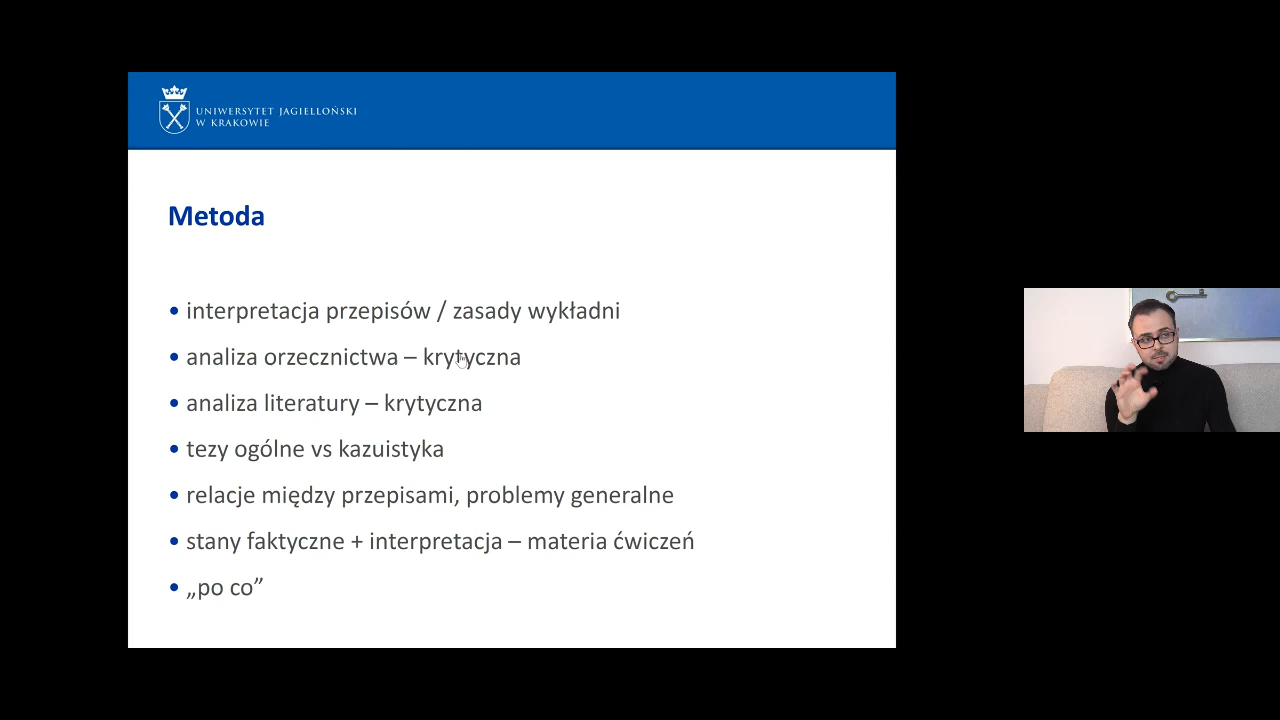 UNIWERSYTET JAGIELLOŃSKI
W KRAKOWIE
Metoda
• interpretacja przepisów / zasady wykładni
• analiza orzecznictwa – krytyczna
• analiza literatury – krytyczna
• tezy ogólne vs kazuistyka
• relacje między przepisami, problemy generalne
• stany faktyczne + interpretacja – materia ćwiczeń
• „po co”